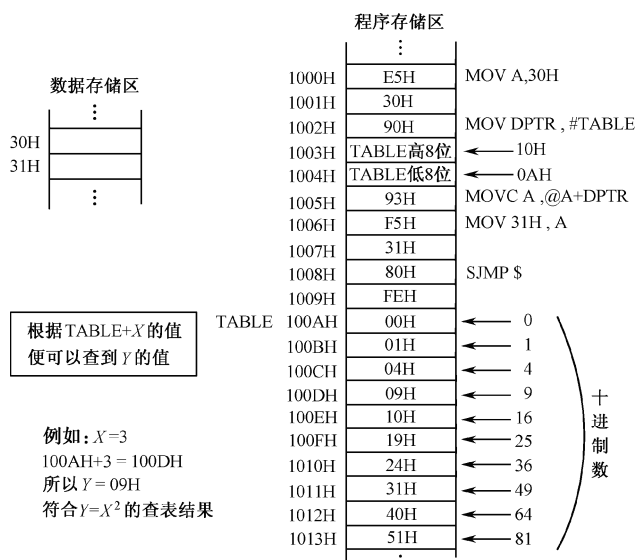 程序存储区
数据存储区
1000H E5H MOV A,30H
1001H 30H
1002H 90H MOV DPTR , #TABLE
1003H TABLE高8位 10H
1004H TABLE低8位 0AH
1005H 93H MOVC A ,@A+DPTR
1006H F5H MOV 31H , A
1007H 31H
1008H 80H SJMP $
1009H FEH
TABLE 100AH 00H 0
100BH 01H 1
100CH 04H 4
100DH 09H 9
100EH 10H 16
100FH 19H 25
1010H 24H 36
1011H 31H 49
1012H 40H 64
1013H 51H 81
十进制数
30H
31H
根据TABLE+X的值
便可以查到Y的值
例如:X=3
100AH+3 = 100DH
所以Y = 09H
符合Y=X²的查表结果